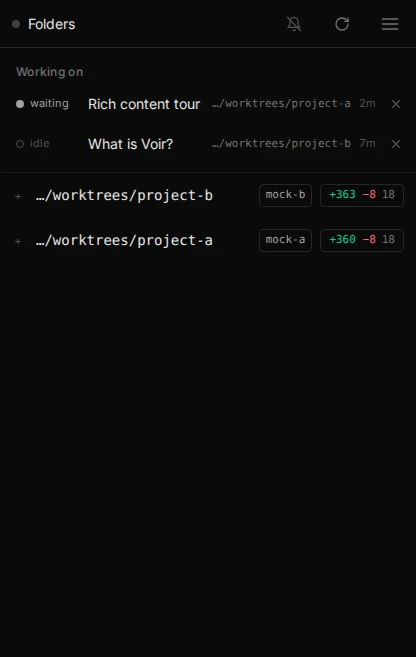 Folders
Working on
waiting Rich content tour …/worktrees/project-a 2m
idle What is Voir? …/worktrees/project-b 7m
+ …/worktrees/project-b mock-b +363 −8 18
+ …/worktrees/project-a mock-a +360 −8 18